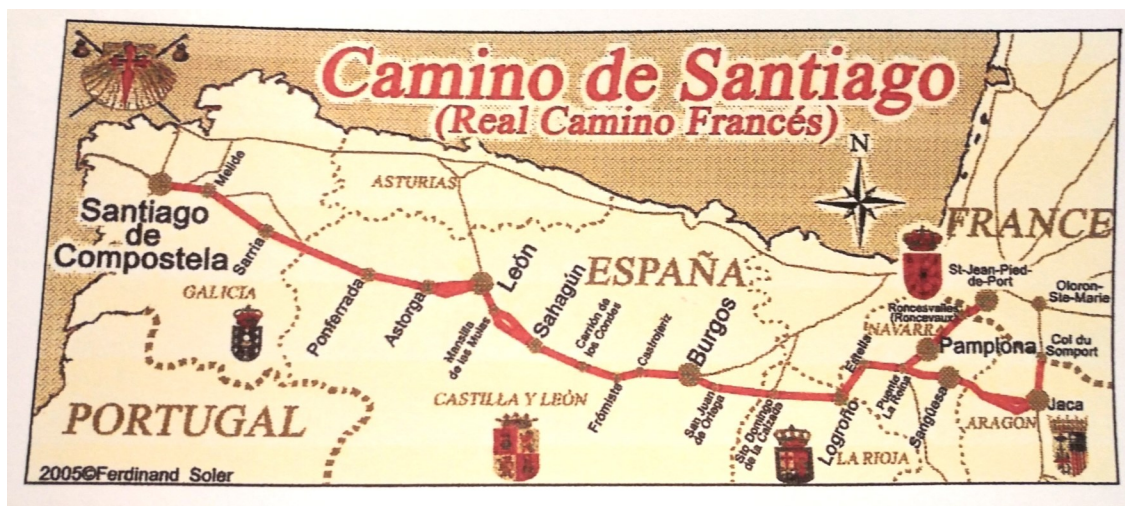 Camino de Santiago
(Real Camino Francés)
N
FRANCE
ASTURIAS
Melide
Santiago
de
Compostela
Sarria
GALICIA
Ponferrada
Astorga
León
Mansilla
de las Mulas
Sahagún
ESPAÑA
Carrión de
los Condes
Castrojeriz
Frómista
Burgos
San Juan
de Ortega
Sto Domingo
de la Calzada
Logroño
Estella
Puente
La Reina
Sangüesa
St-Jean-Pied-
de-Port
Roncesvalles
(Roncevaux)
NAVARRA
Pamplona
Oloron-
Ste-Marie
Col du
Somport
Jaca
ARAGON
LA RIOJA
CASTILLA Y LEÓN
PORTUGAL
2005©Ferdinand Soler